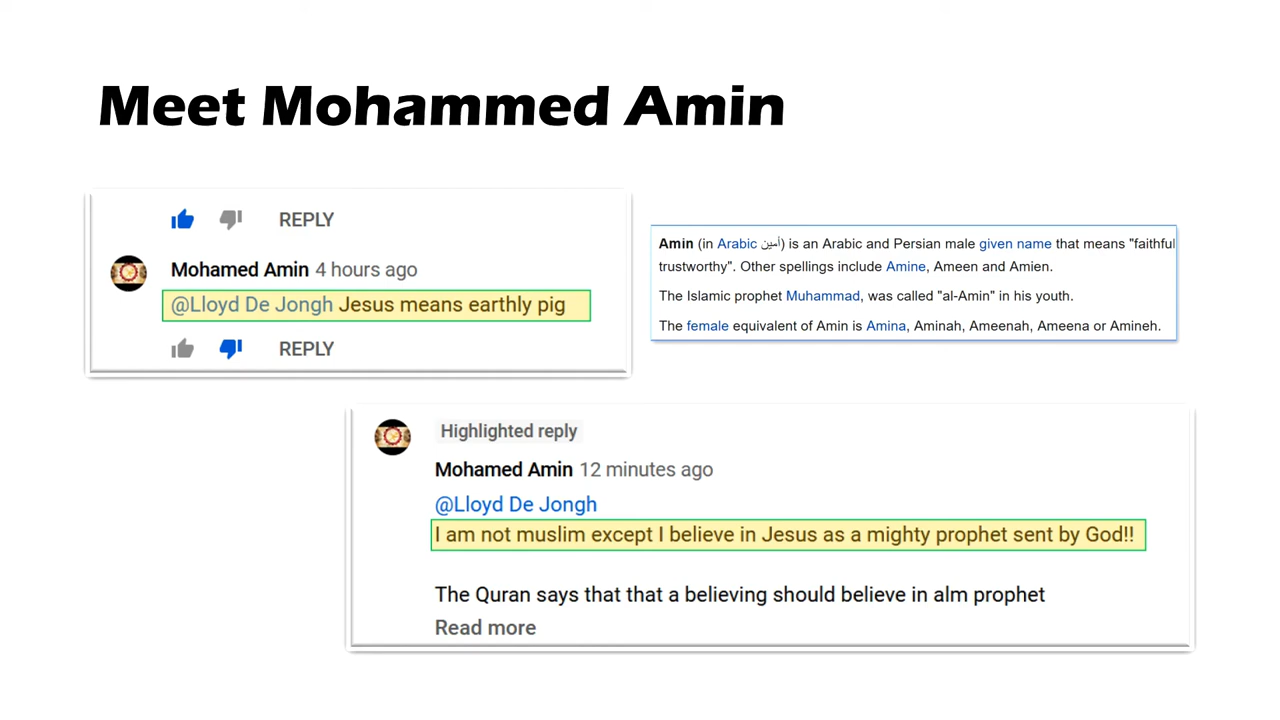 Meet Mohammed Amin
REPLY
Mohamed Amin 4 hours ago
@Lloyd De Jongh Jesus means earthly pig
REPLY
Amin (in Arabic أمين) is an Arabic and Persian male given name that means "faithful
trustworthy". Other spellings include Amine, Ameen and Amien.
The Islamic prophet Muhammad, was called "al-Amin" in his youth.
The female equivalent of Amin is Amina, Aminah, Ameenah, Ameena or Amineh.
Highlighted reply
Mohamed Amin 12 minutes ago
@Lloyd De Jongh
I am not muslim except I believe in Jesus as a mighty prophet sent by God!!
The Quran says that that a believing should believe in alm prophet
Read more